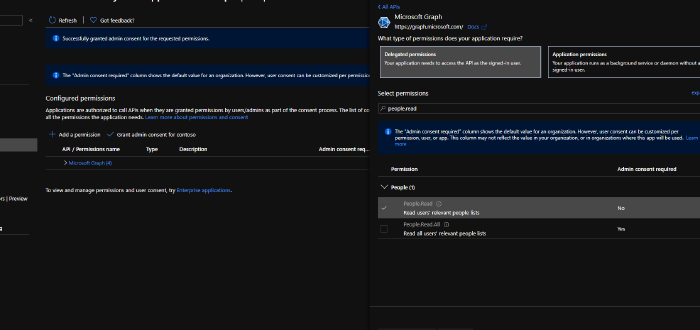 Refresh
Got feedback?
Successfully granted admin consent for the requested permissions.
The "Admin consent required" column shows the default value for an organization. However, user consent can be customized per permission
Configured permissions
Applications are authorized to call APIs when they are granted permissions by users/admins as part of the consent process. The list of co
all the permissions the application needs. Learn more about permissions and consent
Add a permission
Grant admin consent for contoso
API / Permissions name
Type
Description
Admin consent req...
Microsoft Graph (4)
To view and manage permissions and user consent, try Enterprise applications.
rs | Preview
All APIs
Microsoft Graph
https://graph.microsoft.com/ Docs
What type of permissions does your application require?
Delegated permissions
Your application needs to access the API as the signed-in user.
Application permissions
Your application runs as a background service or daemon without a
signed-in user.
Select permissions
exp
people.read
The "Admin consent required" column shows the default value for an organization. However, user consent can be customized per
permission, user, or app. This column may not reflect the value in your organization, or in organizations where this app will be used. Learn
more
Permission
Admin consent required
People (1)
People.Read
Read users' relevant people lists
No
People.Read.All
Read all users' relevant people lists
Yes